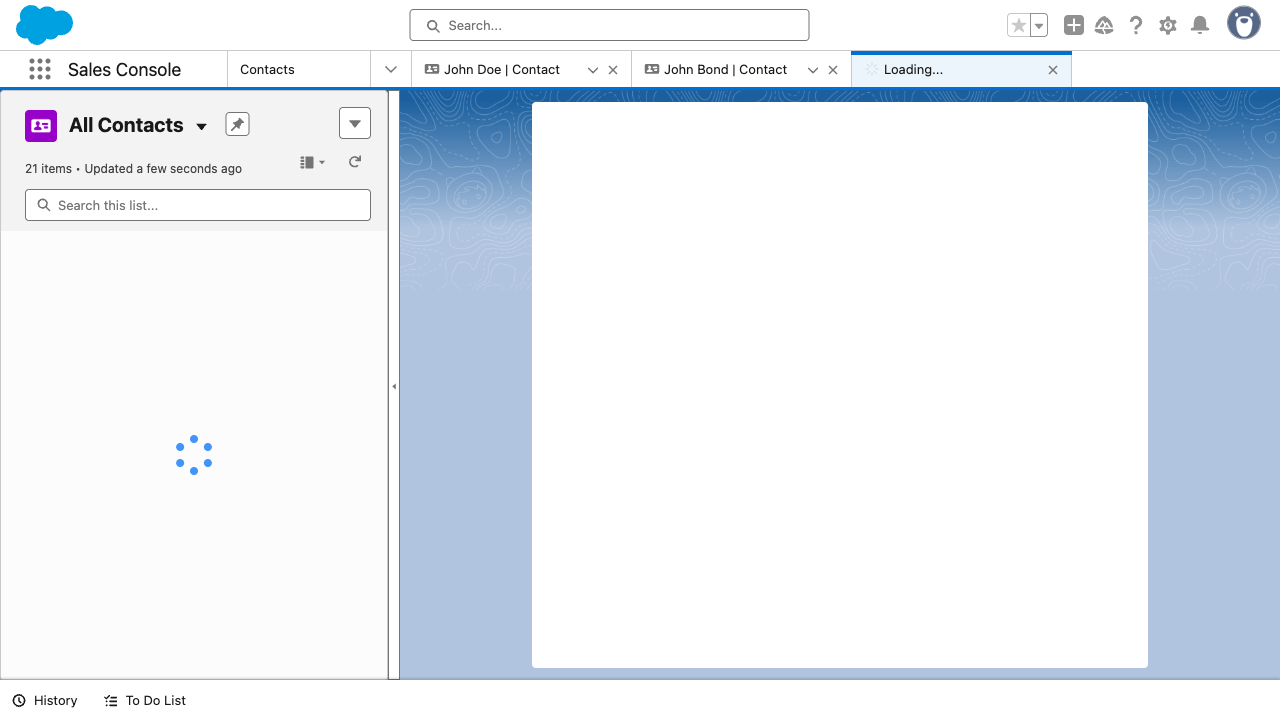 Search...
Sales Console
Contacts
John Doe | Contact
John Bond | Contact
Loading...
All Contacts
21 items • Updated a few seconds ago
Search this list...
History
To Do List